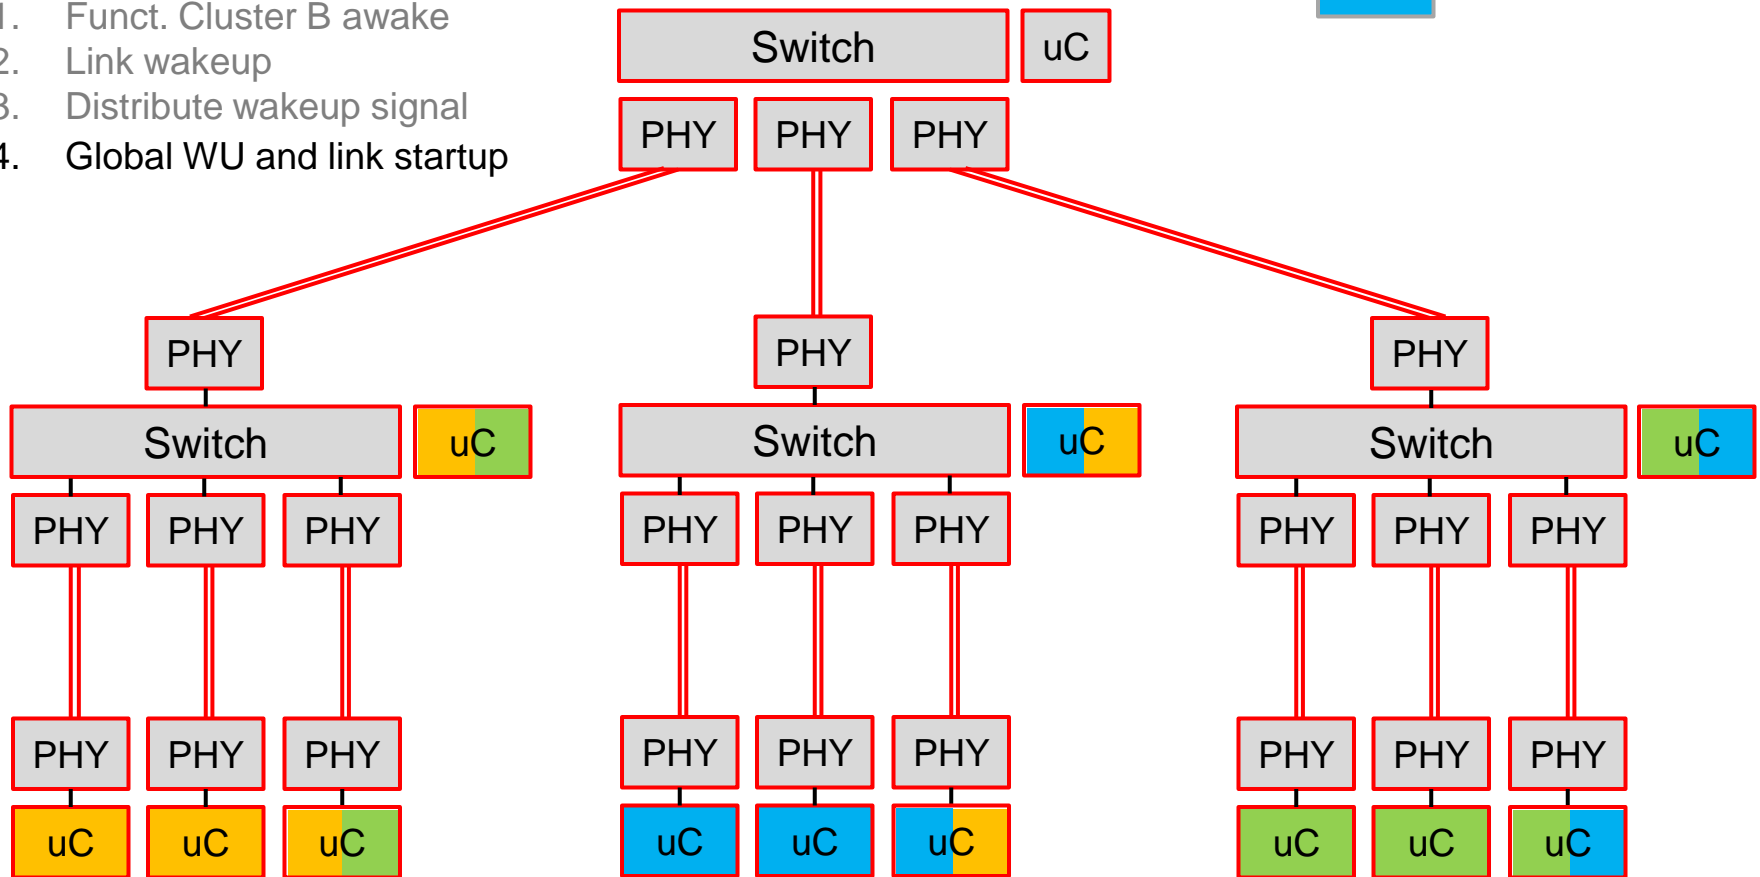 1. Funct. Cluster B awake
2. Link wakeup
3. Distribute wakeup signal
4. Global WU and link startup
Switch uC
PHY PHY PHY
PHY PHY PHY
Switch uC Switch uC Switch uC
PHY PHY PHY PHY PHY PHY PHY PHY PHY
PHY PHY PHY PHY PHY PHY PHY PHY PHY
uC uC uC uC uC uC uC uC uC